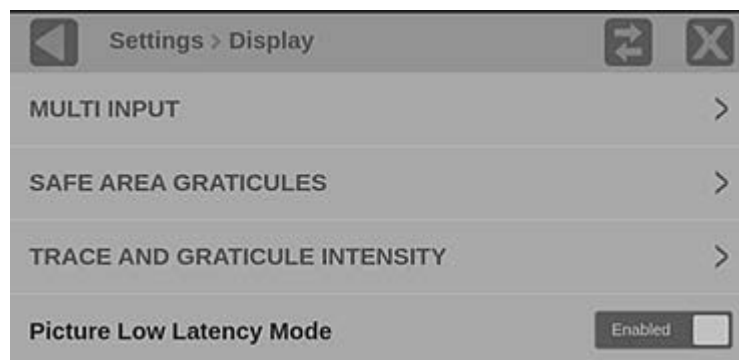 Settings > Display
MULTI INPUT
SAFE AREA GRATICULES
TRACE AND GRATICULE INTENSITY
Picture Low Latency Mode Enabled